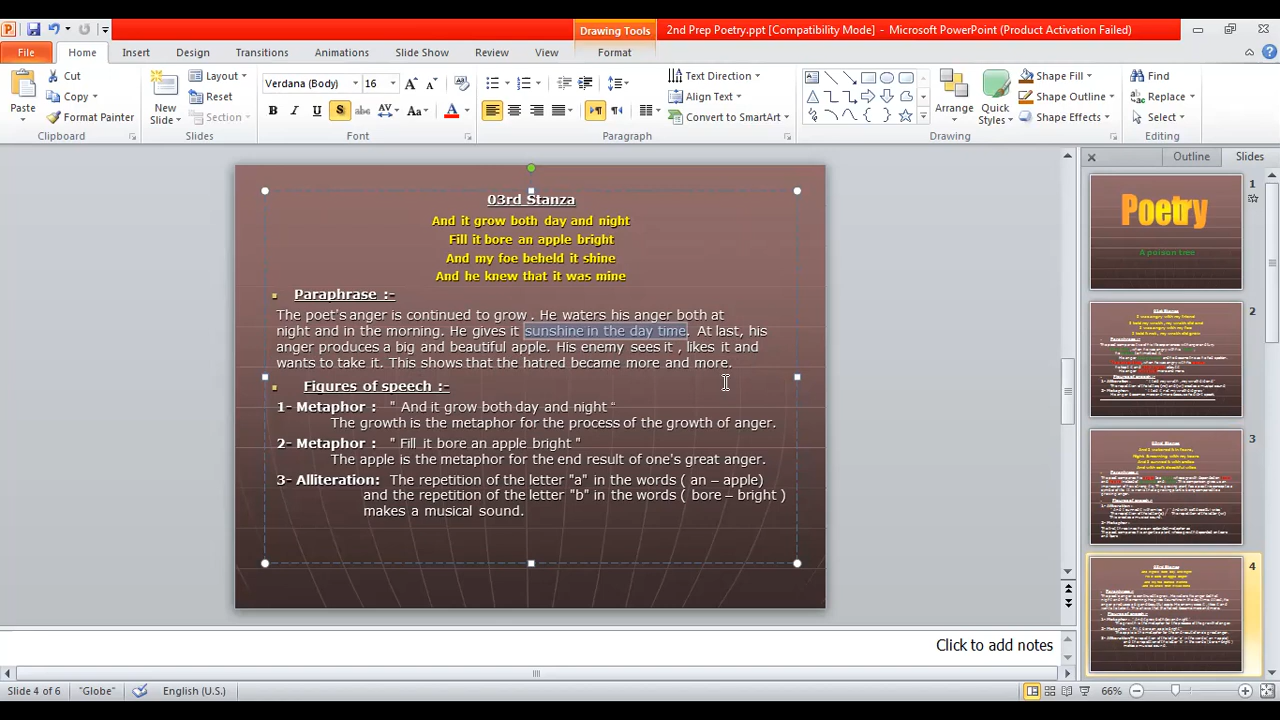 Drawing Tools
2nd Prep Poetry.ppt [Compatibility Mode] - Microsoft PowerPoint (Product Activation Failed)
File Home Insert Design Transitions Animations Slide Show Review View Format
Paste
Cut
Copy
Format Painter
Clipboard
New Slide
Layout
Reset
Section
Slides
Verdana (Body) 16
Font
Paragraph
Text Direction
Align Text
Convert to SmartArt
Arrange
Quick Styles
Shape Fill
Shape Outline
Shape Effects
Drawing
Find
Replace
Select
Editing
03rd Stanza
And it grow both day and night
Fill it bore an apple bright
And my foe beheld it shine
And he knew that it was mine
Paraphrase :-
The poet's anger is continued to grow . He waters his anger both at
night and in the morning. He gives it sunshine in the day time. At last, his
anger produces a big and beautiful apple. His enemy sees it , likes it and
wants to take it. This shows that the hatred became more and more.
Figures of speech :-
1- Metaphor : " And it grow both day and night "
The growth is the metaphor for the process of the growth of anger.
2- Metaphor : " Fill it bore an apple bright "
The apple is the metaphor for the end result of one's great anger.
3- Alliteration: The repetition of the letter "a" in the words ( an – apple)
and the repetition of the letter "b" in the words ( bore – bright )
makes a musical sound.
Outline Slides
1
Poetry
A poison tree
2
3
4
Click to add notes
Slide 4 of 6 "Globe" English (U.S.) 66%